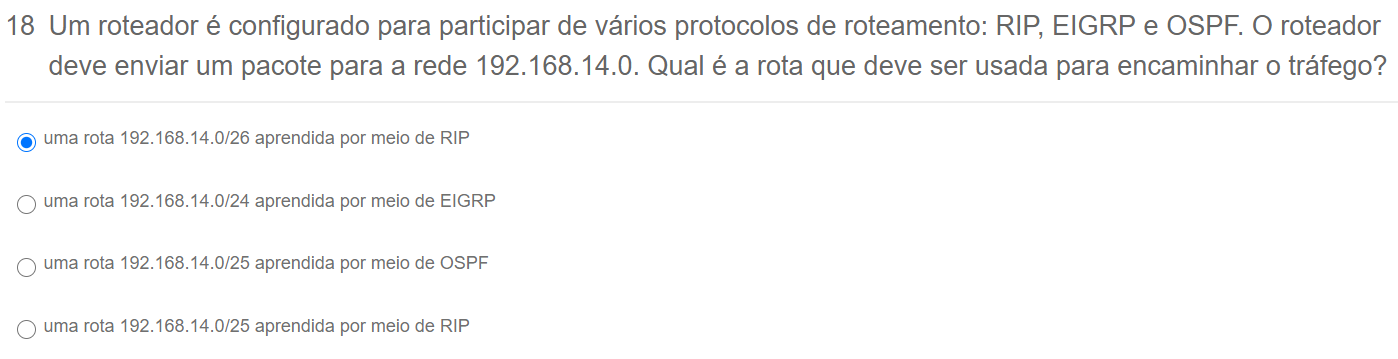 18 Um roteador é configurado para participar de vários protocolos de roteamento: RIP, EIGRP e OSPF. O roteador
deve enviar um pacote para a rede 192.168.14.0. Qual é a rota que deve ser usada para encaminhar o tráfego?
uma rota 192.168.14.0/26 aprendida por meio de RIP
uma rota 192.168.14.0/24 aprendida por meio de EIGRP
uma rota 192.168.14.0/25 aprendida por meio de OSPF
uma rota 192.168.14.0/25 aprendida por meio de RIP